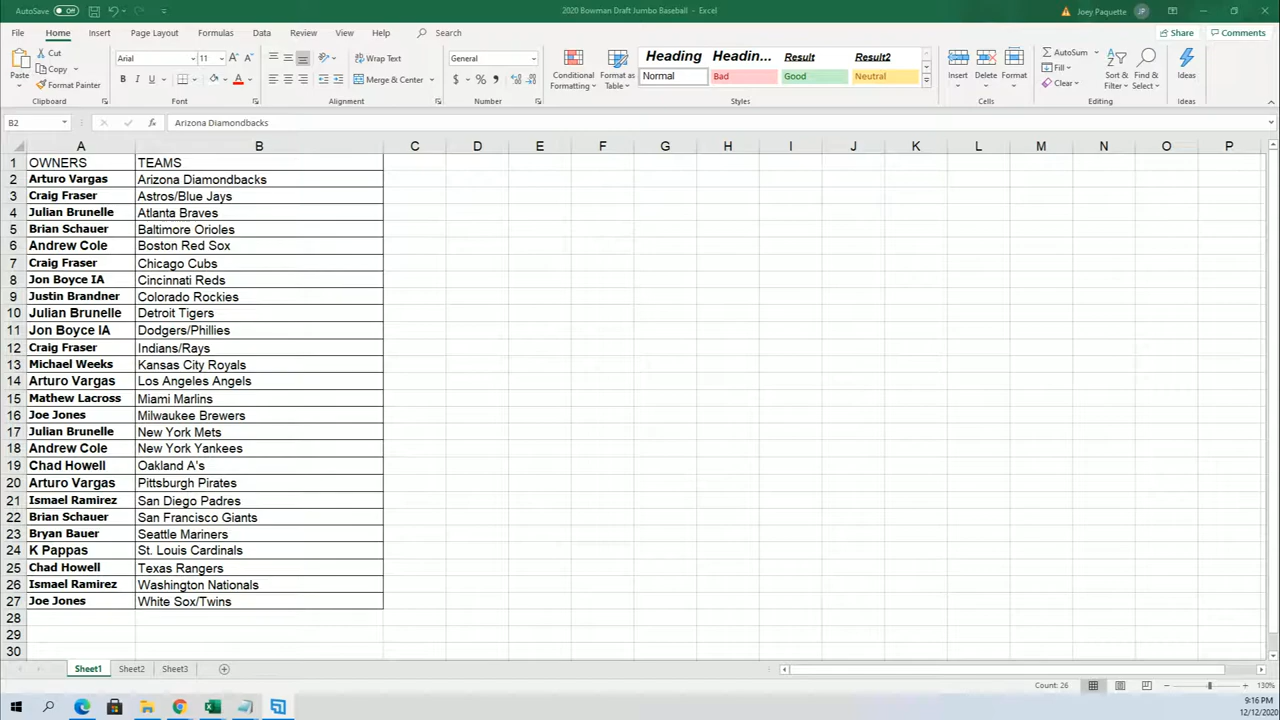 AutoSave Off 2020 Bowman Draft Jumbo Baseball - Excel Joey Paquette JP
File Home Insert Page Layout Formulas Data Review View Help Search Share Comments
Paste Cut Copy Format Painter Clipboard
Arial 11 A A B I U A Font
Wrap Text Merge & Center Alignment
General $ % , Number
Conditional Formatting Format as Table
Heading Headin... Result Result2
Normal Bad Good Neutral
Styles
Insert Delete Format Cells
AutoSum Fill Clear Sort & Filter Find & Select Editing
Ideas Ideas
B2 fx Arizona Diamondbacks
A B C D E F G H I J K L M N O P
1 OWNERS TEAMS
2 Arturo Vargas Arizona Diamondbacks
3 Craig Fraser Astros/Blue Jays
4 Julian Brunelle Atlanta Braves
5 Brian Schauer Baltimore Orioles
6 Andrew Cole Boston Red Sox
7 Craig Fraser Chicago Cubs
8 Jon Boyce IA Cincinnati Reds
9 Justin Brandner Colorado Rockies
10 Julian Brunelle Detroit Tigers
11 Jon Boyce IA Dodgers/Phillies
12 Craig Fraser Indians/Rays
13 Michael Weeks Kansas City Royals
14 Arturo Vargas Los Angeles Angels
15 Mathew Lacross Miami Marlins
16 Joe Jones Milwaukee Brewers
17 Julian Brunelle New York Mets
18 Andrew Cole New York Yankees
19 Chad Howell Oakland A's
20 Arturo Vargas Pittsburgh Pirates
21 Ismael Ramirez San Diego Padres
22 Brian Schauer San Francisco Giants
23 Bryan Bauer Seattle Mariners
24 K Pappas St. Louis Cardinals
25 Chad Howell Texas Rangers
26 Ismael Ramirez Washington Nationals
27 Joe Jones White Sox/Twins
28
29
30
Sheet1 Sheet2 Sheet3
Count: 26 130%
9:16 PM
12/12/2020